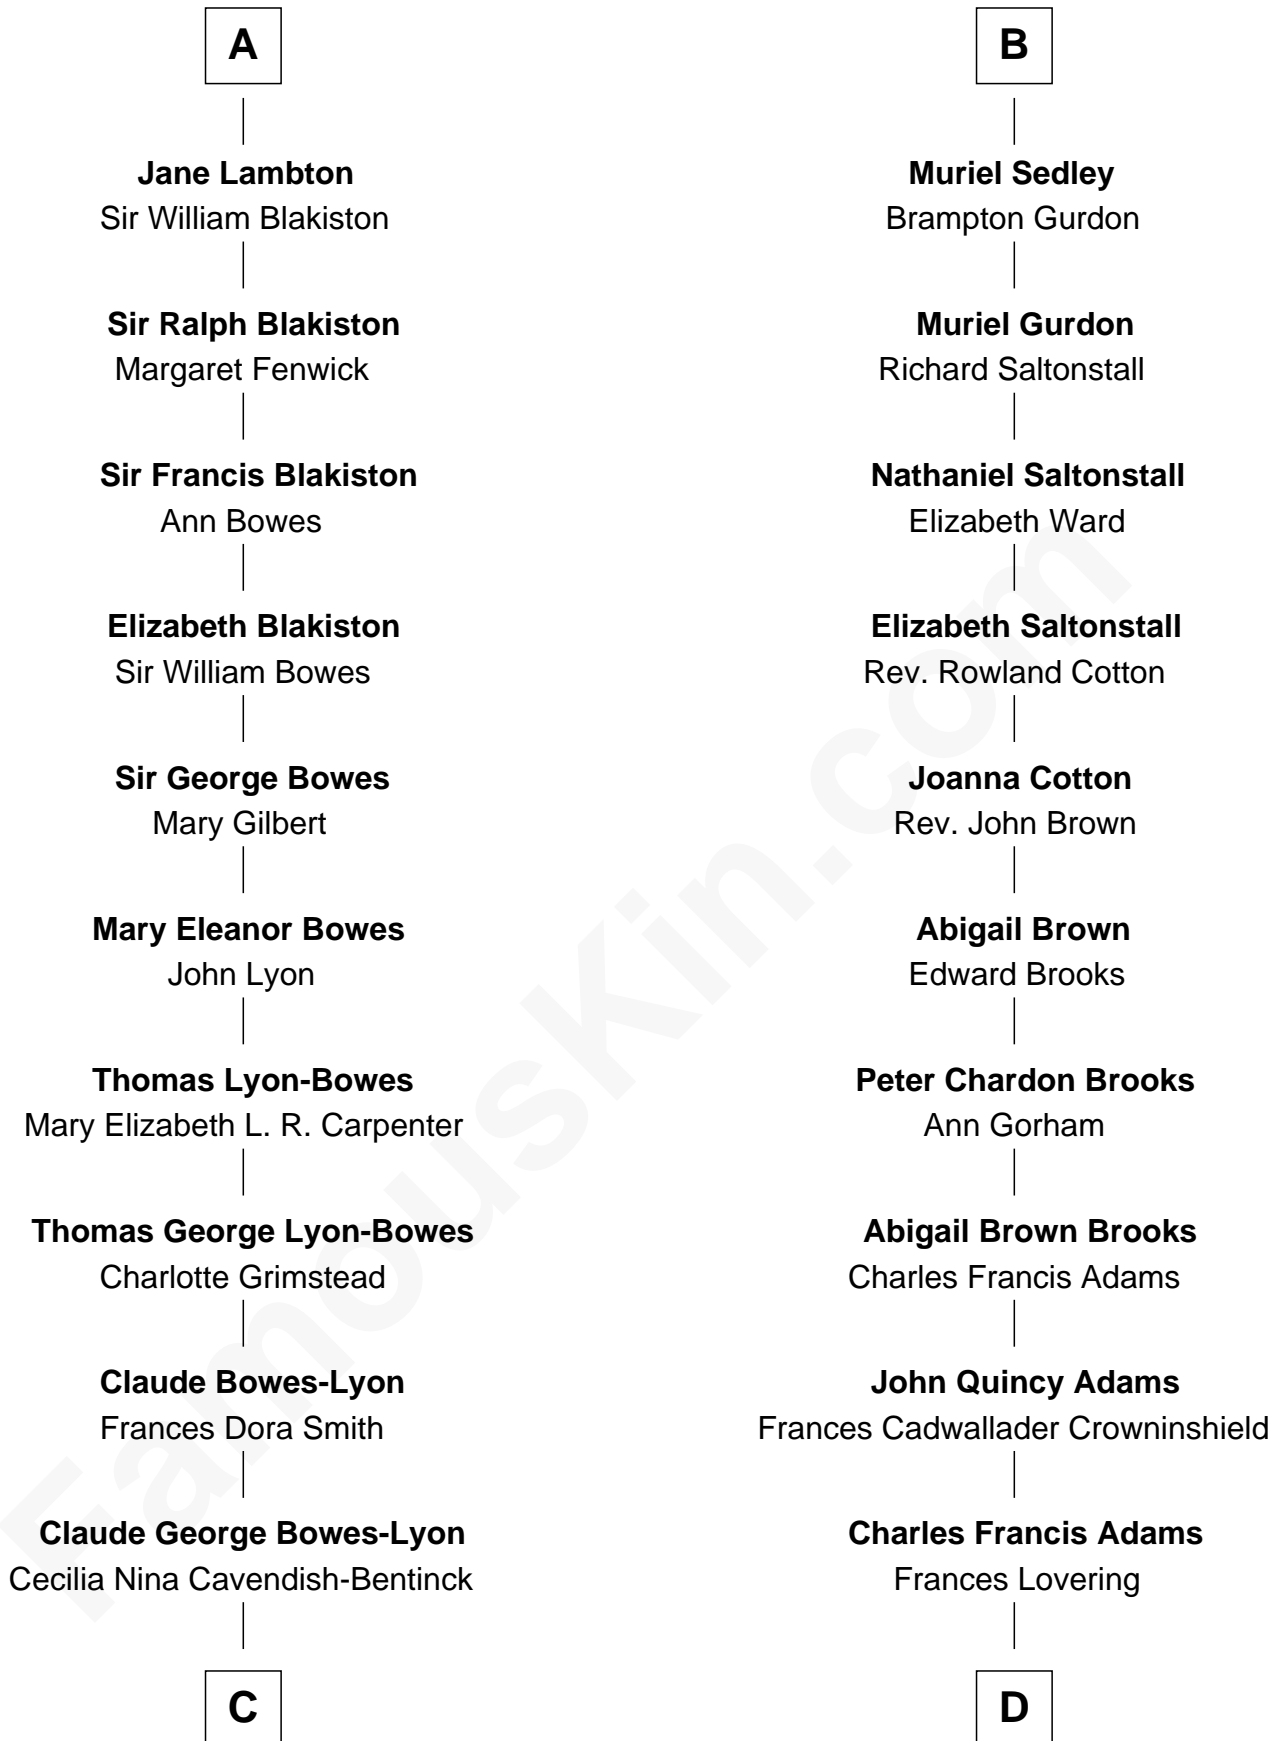 A
Jane Lambton
Sir William Blakiston
Sir Ralph Blakiston
Margaret Fenwick
Sir Francis Blakiston
Ann Bowes
Elizabeth Blakiston
Sir William Bowes
Sir George Bowes
Mary Gilbert
Mary Eleanor Bowes
John Lyon
Thomas Lyon-Bowes
Mary Elizabeth L. R. Carpenter
Thomas George Lyon-Bowes
Charlotte Grimstead
Claude Bowes-Lyon
Frances Dora Smith
Claude George Bowes-Lyon
Cecilia Nina Cavendish-Bentinck
C
B
Muriel Sedley
Brampton Gurdon
Muriel Gurdon
Richard Saltonstall
Nathaniel Saltonstall
Elizabeth Ward
Elizabeth Saltonstall
Rev. Rowland Cotton
Joanna Cotton
Rev. John Brown
Abigail Brown
Edward Brooks
Peter Chardon Brooks
Ann Gorham
Abigail Brown Brooks
Charles Francis Adams
John Quincy Adams
Frances Cadwallader Crowninshield
Charles Francis Adams
Frances Lovering
D
FamousKin.com